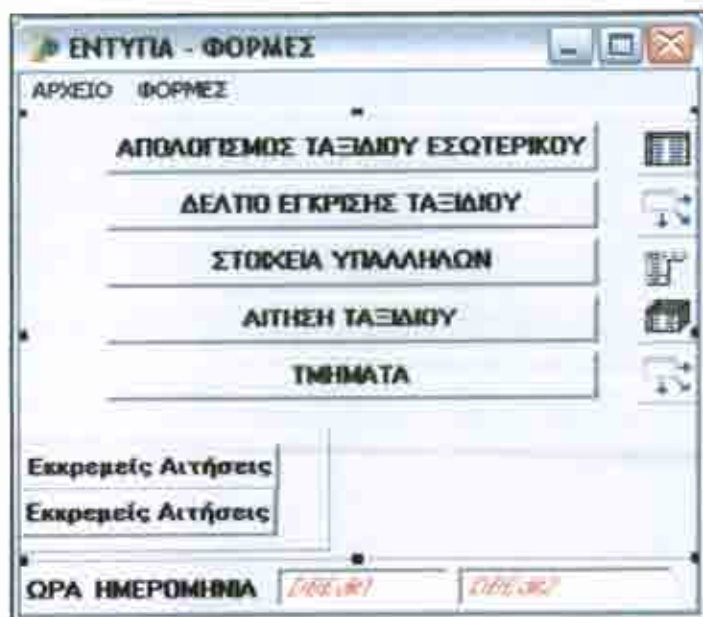 ΕΝΤΥΠΑ - ΦΟΡΜΕΣ
ΑΡΧΕΙΟ ΦΟΡΜΕΣ
ΑΠΟΛΟΓΙΣΜΟΣ ΤΑΞΙΔΙΟΥ ΕΣΩΤΕΡΙΚΟΥ
ΔΕΛΤΙΟ ΕΓΚΡΙΣΗΣ ΤΑΞΙΔΙΟΥ
ΣΤΟΙΧΕΙΑ ΥΠΑΛΛΗΛΩΝ
ΑΙΤΗΣΗ ΤΑΞΙΔΙΟΥ
ΤΜΗΜΑΤΑ
Εκκρεμείς Αιτήσεις
Εκκρεμείς Αιτήσεις
ΩΡΑ ΗΜΕΡΟΜΗΝΙΑ